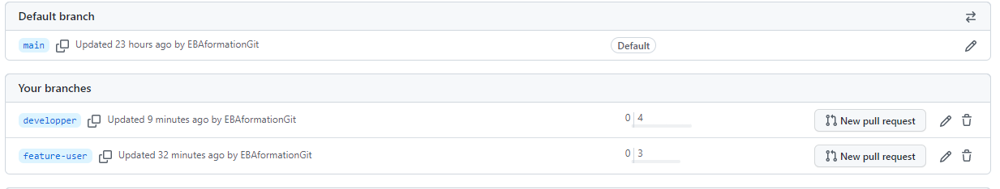 Default branch
main Updated 23 hours ago by EBAformationGit Default
Your branches
developper Updated 9 minutes ago by EBAformationGit 0 4 New pull request
feature-user Updated 32 minutes ago by EBAformationGit 0 3 New pull request